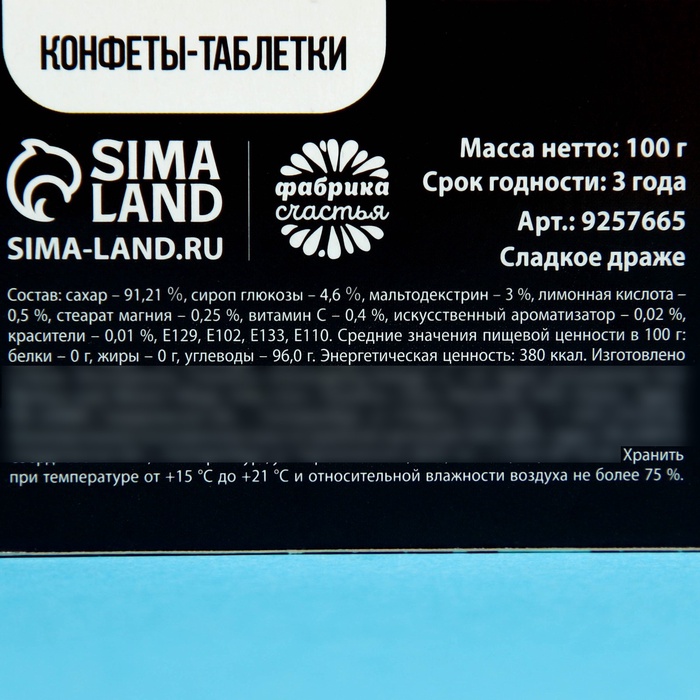 КОНФЕТЫ-ТАБЛЕТКИ
SIMA
LAND
SIMA-LAND.RU
фабрика
счастья
Масса нетто: 100 г
Срок годности: 3 года
Арт.: 9257665
Сладкое драже
Состав: сахар – 91,21 %, сироп глюкозы – 4,6 %, мальтодекстрин – 3 %, лимонная кислота –
0,5 %, стеарат магния – 0,25 %, витамин С – 0,4 %, искусственный ароматизатор – 0,02 %,
красители – 0,01 %, Е129, Е102, Е133, Е110. Средние значения пищевой ценности в 100 г:
белки – 0 г, жиры – 0 г, углеводы – 96,0 г. Энергетическая ценность: 380 ккал. Изготовлено
Хранить
при температуре от +15 °С до +21 °С и относительной влажности воздуха не более 75 %.